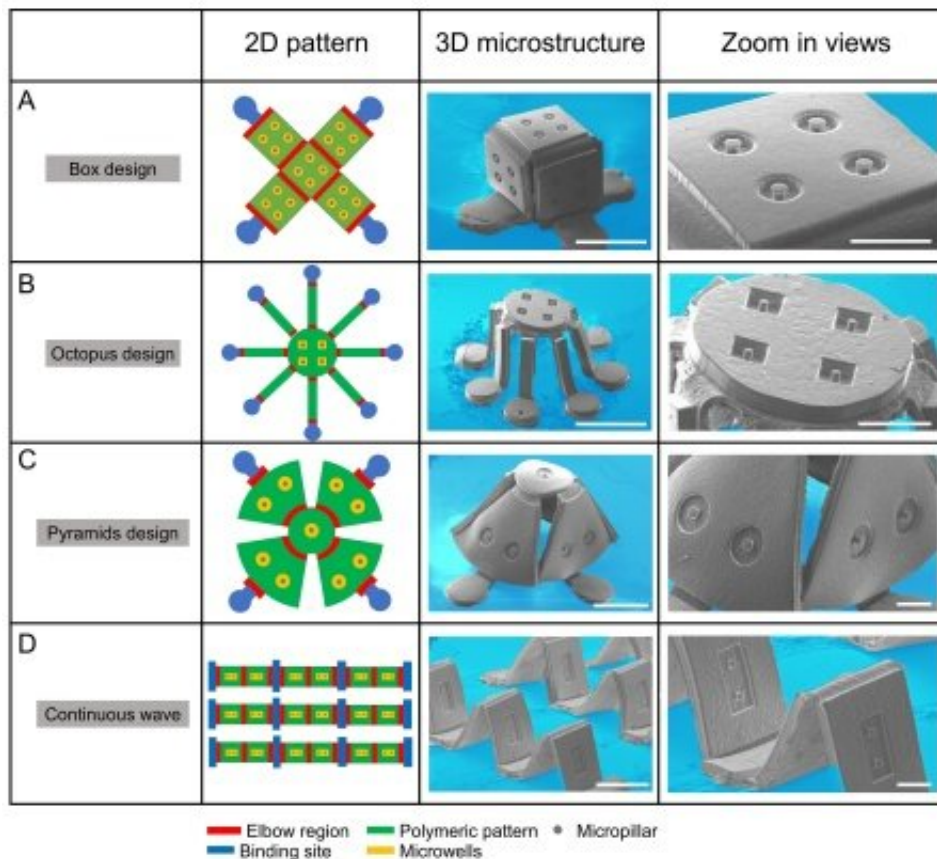 2D pattern 3D microstructure Zoom in views
A
Box design
B
Octopus design
C
Pyramids design
D
Continuous wave
Elbow region Polymeric pattern Micropillar
Binding site Microwells